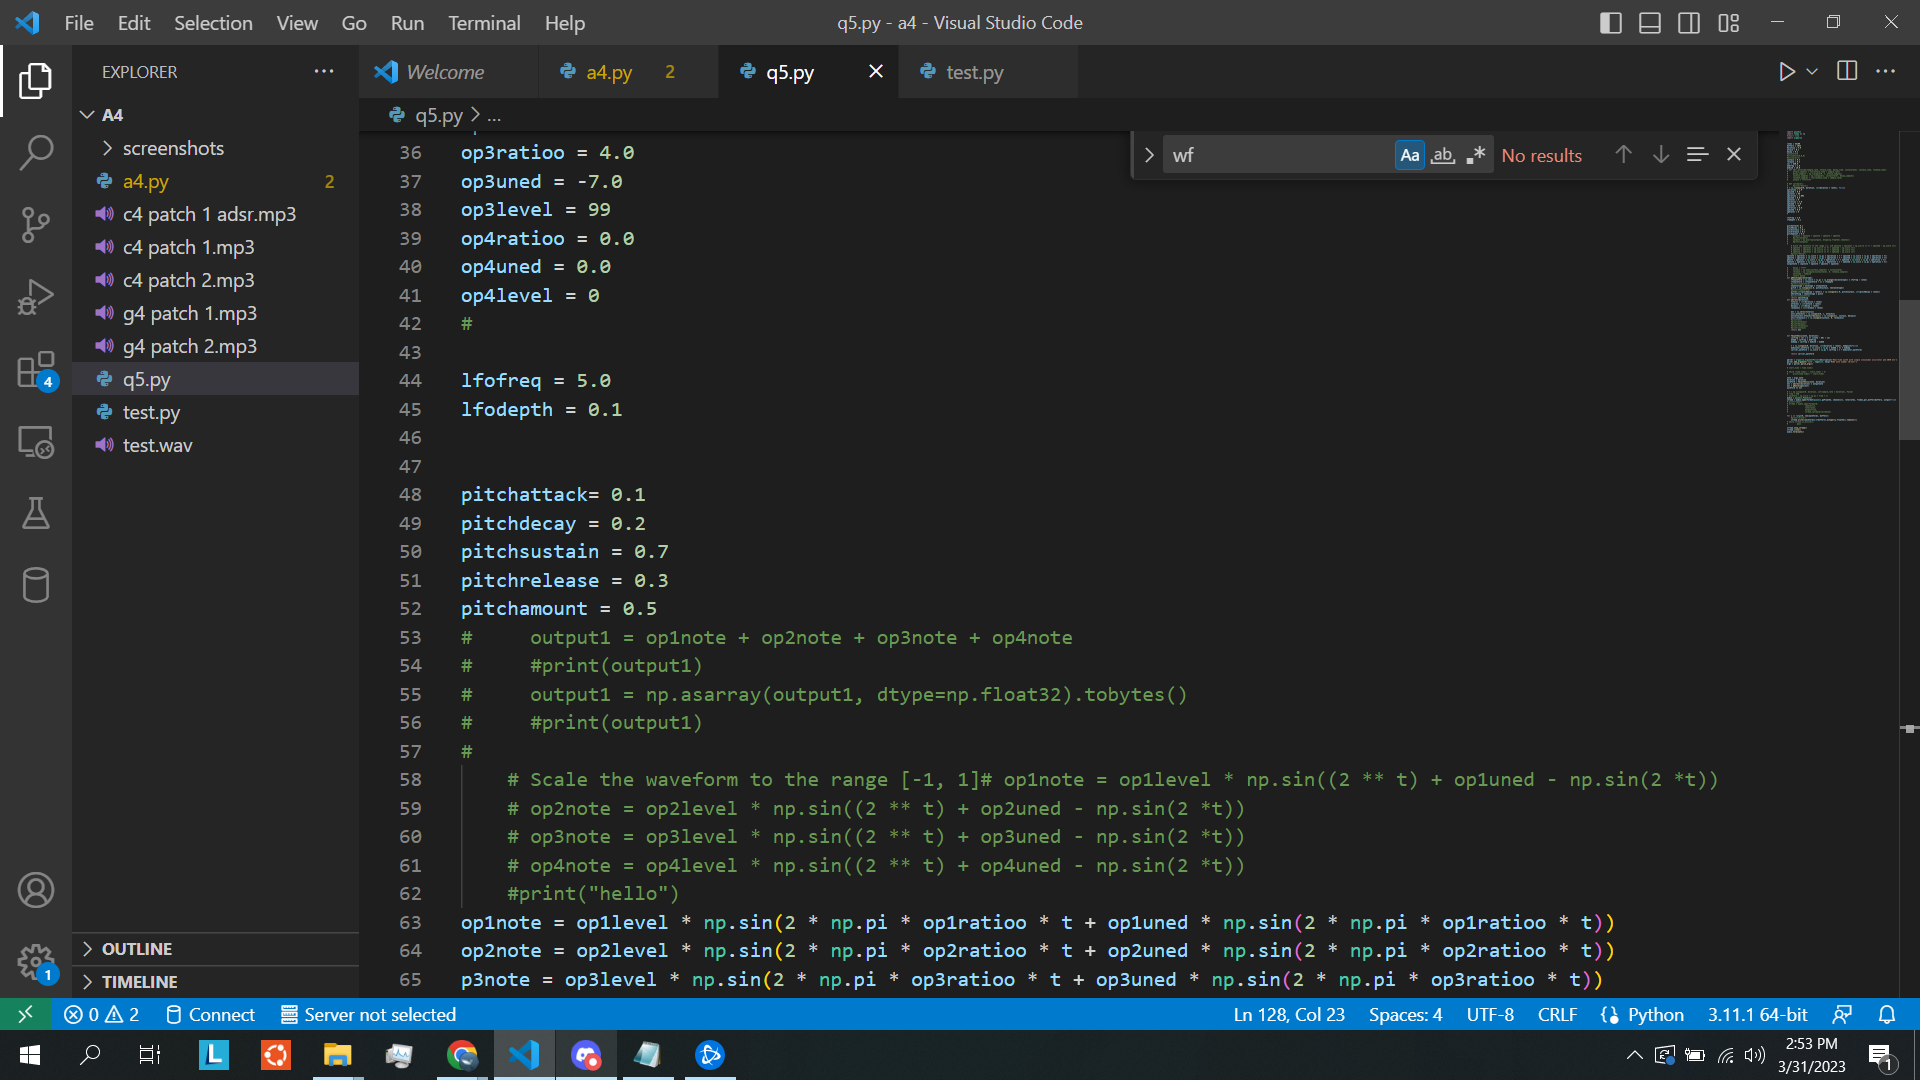 File Edit Selection View Go Run Terminal Help
q5.py - a4 - Visual Studio Code
EXPLORER
A4
screenshots
a4.py 2
c4 patch 1 adsr.mp3
c4 patch 1.mp3
c4 patch 2.mp3
g4 patch 1.mp3
g4 patch 2.mp3
q5.py
test.py
test.wav
OUTLINE
TIMELINE
4
1
Welcome
a4.py 2
q5.py
test.py
q5.py > ...
wf
Aa ab .*
No results
36 op3ratioo = 4.0
37 op3uned = -7.0
38 op3level = 99
39 op4ratioo = 0.0
40 op4uned = 0.0
41 op4level = 0
42 #
43
44 lfofreq = 5.0
45 lfodepth = 0.1
46
47
48 pitchattack= 0.1
49 pitchdecay = 0.2
50 pitchsustain = 0.7
51 pitchrelease = 0.3
52 pitchamount = 0.5
53 #     output1 = op1note + op2note + op3note + op4note
54 #     #print(output1)
55 #     output1 = np.asarray(output1, dtype=np.float32).tobytes()
56 #     #print(output1)
57 #
58     # Scale the waveform to the range [-1, 1]# op1note = op1level * np.sin((2 ** t) + op1uned - np.sin(2 *t))
59     # op2note = op2level * np.sin((2 ** t) + op2uned - np.sin(2 *t))
60     # op3note = op3level * np.sin((2 ** t) + op3uned - np.sin(2 *t))
61     # op4note = op4level * np.sin((2 ** t) + op4uned - np.sin(2 *t))
62     #print("hello")
63 op1note = op1level * np.sin(2 * np.pi * op1ratioo * t + op1uned * np.sin(2 * np.pi * op1ratioo * t))
64 op2note = op2level * np.sin(2 * np.pi * op2ratioo * t + op2uned * np.sin(2 * np.pi * op2ratioo * t))
65 p3note = op3level * np.sin(2 * np.pi * op3ratioo * t + op3uned * np.sin(2 * np.pi * op3ratioo * t))
0 2 Connect Server not selected
Ln 128, Col 23 Spaces: 4 UTF-8 CRLF Python 3.11.1 64-bit
L
2:53 PM
3/31/2023
1